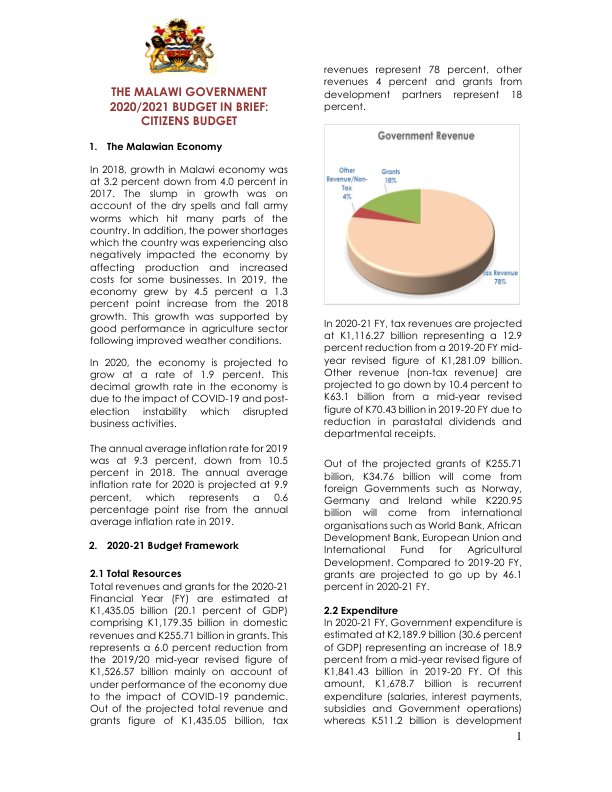 THE MALAWI GOVERNMENT
2020/2021 BUDGET IN BRIEF:
CITIZENS BUDGET
1. The Malawian Economy
In 2018, growth in Malawi economy was
at 3.2 percent down from 4.0 percent in
2017. The slump in growth was on
account of the dry spells and fall army
worms which hit many parts of the
country. In addition, the power shortages
which the country was experiencing also
negatively impacted the economy by
affecting production and increased
costs for some businesses. In 2019, the
economy grew by 4.5 percent a 1.3
percent point increase from the 2018
growth. This growth was supported by
good performance in agriculture sector
following improved weather conditions.
In 2020, the economy is projected to
grow at a rate of 1.9 percent. This
decimal growth rate in the economy is
due to the impact of COVID-19 and post-
election instability which disrupted
business activities.
The annual average inflation rate for 2019
was at 9.3 percent, down from 10.5
percent in 2018. The annual average
inflation rate for 2020 is projected at 9.9
percent, which represents a 0.6
percentage point rise from the annual
average inflation rate in 2019.
2. 2020-21 Budget Framework
2.1 Total Resources
Total revenues and grants for the 2020-21
Financial Year (FY) are estimated at
K1,435.05 billion (20.1 percent of GDP)
comprising K1,179.35 billion in domestic
revenues and K255.71 billion in grants. This
represents a 6.0 percent reduction from
the 2019/20 mid-year revised figure of
K1,526.57 billion mainly on account of
under performance of the economy due
to the impact of COVID-19 pandemic.
Out of the projected total revenue and
grants figure of K1,435.05 billion, tax
revenues represent 78 percent, other
revenues 4 percent and grants from
development partners represent 18
percent.
Government Revenue
Other
Revenue/Non-
Tax
4%
Grants
18%
ax Revenue
78%
In 2020-21 FY, tax revenues are projected
at K1,116.27 billion representing a 12.9
percent reduction from a 2019-20 FY mid-
year revised figure of K1,281.09 billion.
Other revenue (non-tax revenue) are
projected to go down by 10.4 percent to
K63.1 billion from a mid-year revised
figure of K70.43 billion in 2019-20 FY due to
reduction in parastatal dividends and
departmental receipts.
Out of the projected grants of K255.71
billion, K34.76 billion will come from
foreign Governments such as Norway,
Germany and Ireland while K220.95
billion will come from international
organisations such as World Bank, African
Development Bank, European Union and
International Fund for Agricultural
Development. Compared to 2019-20 FY,
grants are projected to go up by 46.1
percent in 2020-21 FY.
2.2 Expenditure
In 2020-21 FY, Government expenditure is
estimated at K2,189.9 billion (30.6 percent
of GDP) representing an increase of 18.9
percent from a mid-year revised figure of
K1,841.43 billion in 2019-20 FY. Of this
amount, K1,678.7 billion is recurrent
expenditure (salaries, interest payments,
subsidies and Government operations)
whereas K511.2 billion is development
1